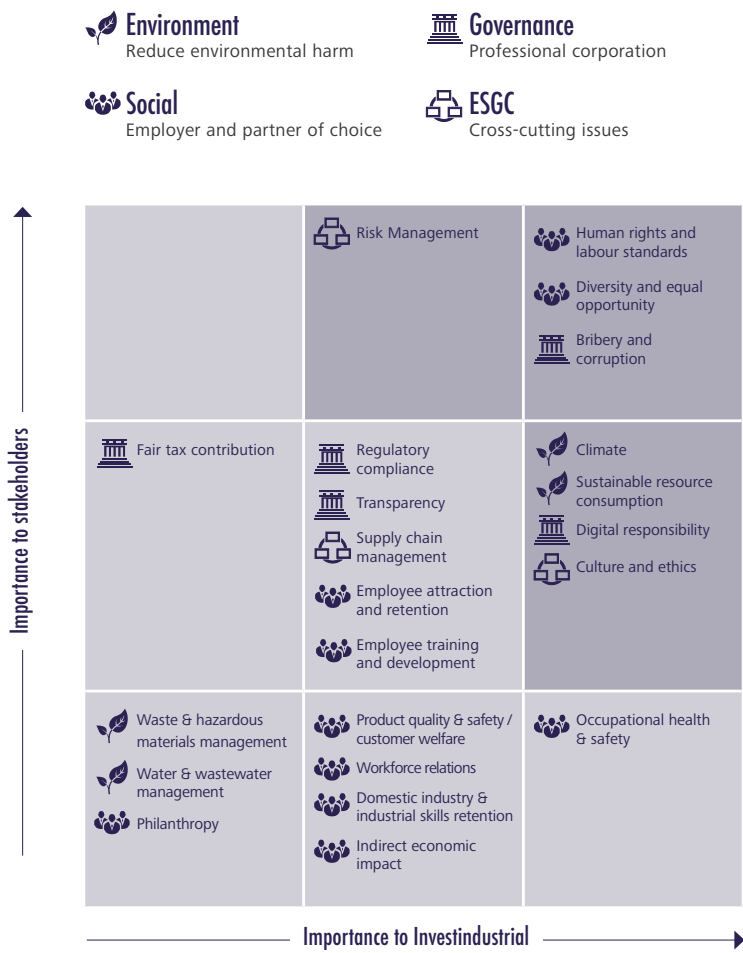 Environment
Reduce environmental harm
Governance
Professional corporation
Social
Employer and partner of choice
ESGC
Cross-cutting issues
Importance to stakeholders
Risk Management
Human rights and
labour standards
Diversity and equal
opportunity
Bribery and
corruption
Fair tax contribution
Regulatory
compliance
Transparency
Supply chain
management
Employee attraction
and retention
Employee training
and development
Climate
Sustainable resource
consumption
Digital responsibility
Culture and ethics
Waste & hazardous
materials management
Water & wastewater
management
Philanthropy
Product quality & safety /
customer welfare
Workforce relations
Domestic industry &
industrial skills retention
Indirect economic
impact
Occupational health
& safety
Importance to Investindustrial